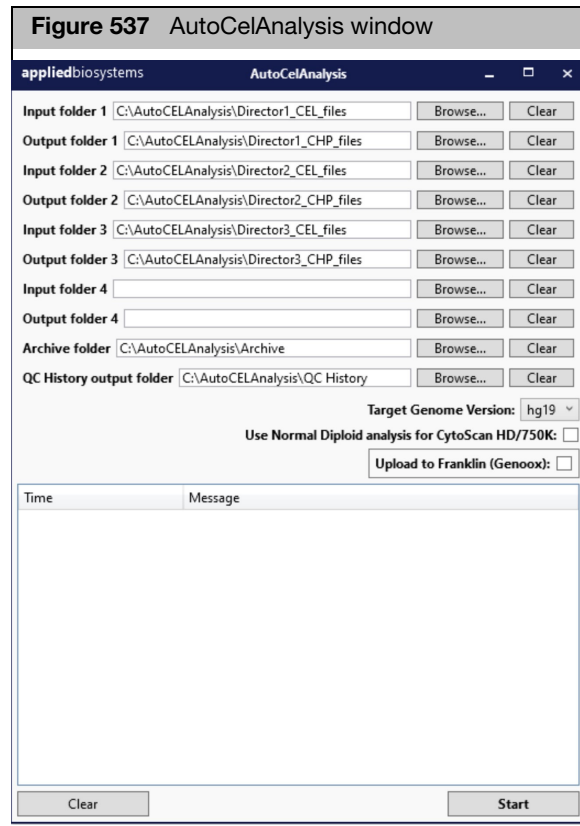 Figure 537 AutoCelAnalysis window
appliedbiosystems AutoCelAnalysis
Input folder 1 C:\AutoCELAnalysis\Director1_CEL_files Browse... Clear
Output folder 1 C:\AutoCELAnalysis\Director1_CHP_files Browse... Clear
Input folder 2 C:\AutoCELAnalysis\Director2_CEL_files Browse... Clear
Output folder 2 C:\AutoCELAnalysis\Director2_CHP_files Browse... Clear
Input folder 3 C:\AutoCELAnalysis\Director3_CEL_files Browse... Clear
Output folder 3 C:\AutoCELAnalysis\Director3_CHP_files Browse... Clear
Input folder 4 Browse... Clear
Output folder 4 Browse... Clear
Archive folder C:\AutoCELAnalysis\Archive Browse... Clear
QC History output folder C:\AutoCELAnalysis\QC History Browse... Clear
Target Genome Version: hg19
Use Normal Diploid analysis for CytoScan HD/750K:
Upload to Franklin (Genoox):
Time Message
Clear Start